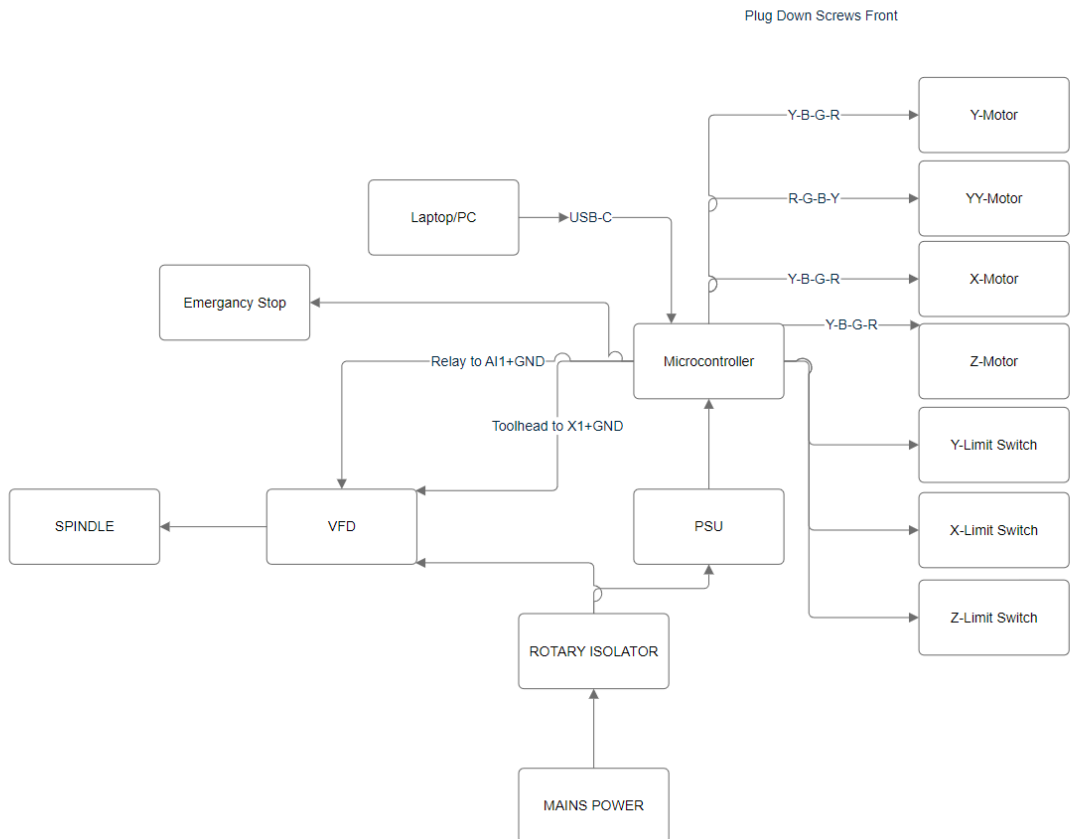 Plug Down Screws Front
Y-B-G-R
Y-Motor
R-G-B-Y
YY-Motor
Laptop/PC
USB-C
Y-B-G-R
X-Motor
Emergancy Stop
Y-B-G-R
Relay to AI1+GND
Microcontroller
Z-Motor
Toolhead to X1+GND
Y-Limit Switch
SPINDLE
VFD
PSU
X-Limit Switch
Z-Limit Switch
ROTARY ISOLATOR
MAINS POWER